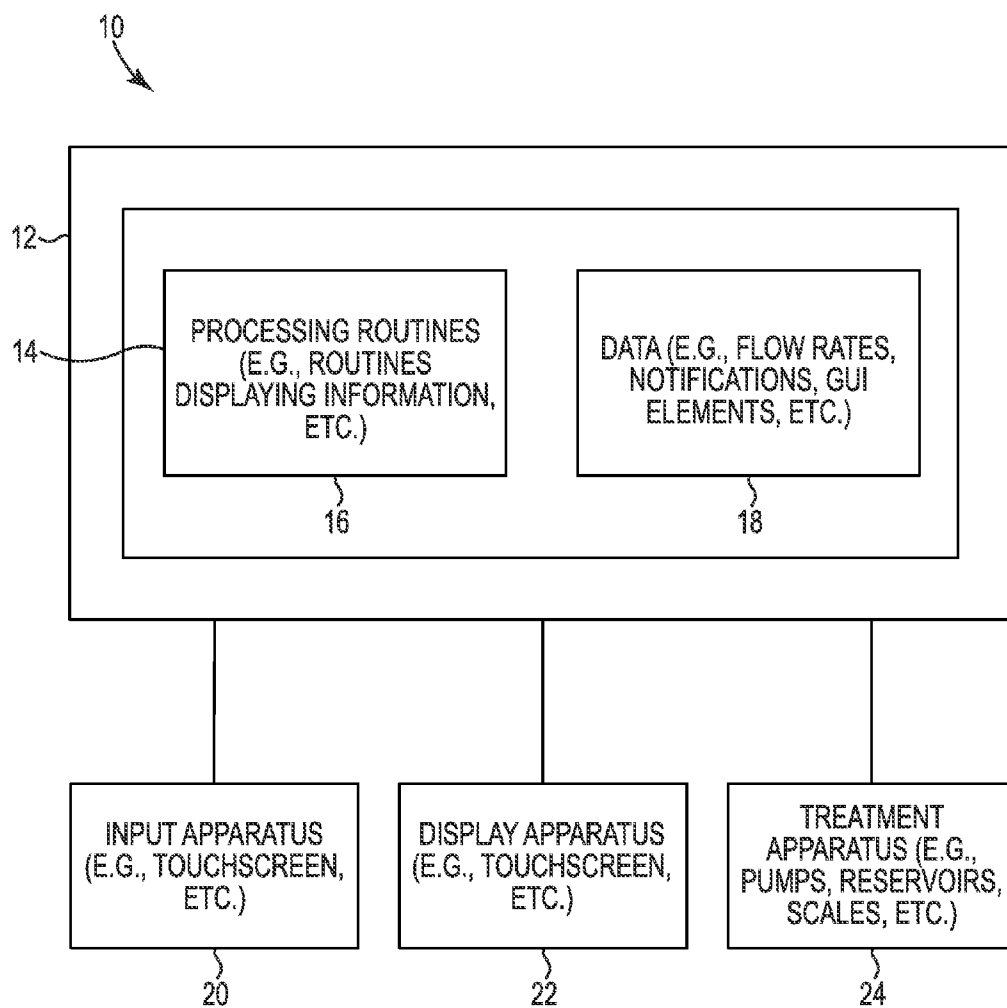 10
12
14
PROCESSING ROUTINES
(E.G., ROUTINES
DISPLAYING INFORMATION,
ETC.)
16
DATA (E.G., FLOW RATES,
NOTIFICATIONS, GUI
ELEMENTS, ETC.)
18
INPUT APPARATUS
(E.G., TOUCHSCREEN,
ETC.)
20
DISPLAY APPARATUS
(E.G., TOUCHSCREEN,
ETC.)
22
TREATMENT
APPARATUS (E.G.,
PUMPS, RESERVOIRS,
SCALES, ETC.)
24